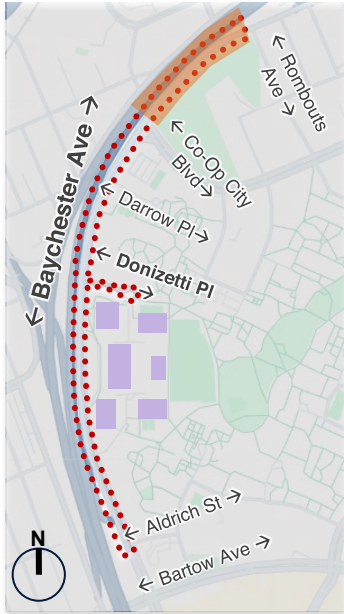 ← Rombouts
Ave →
← Co-Op City
Blvd →
← Baychester Ave →
← Darrow Pl →
← Donizetti Pl
→
← Aldrich St →
← Bartow Ave →
N